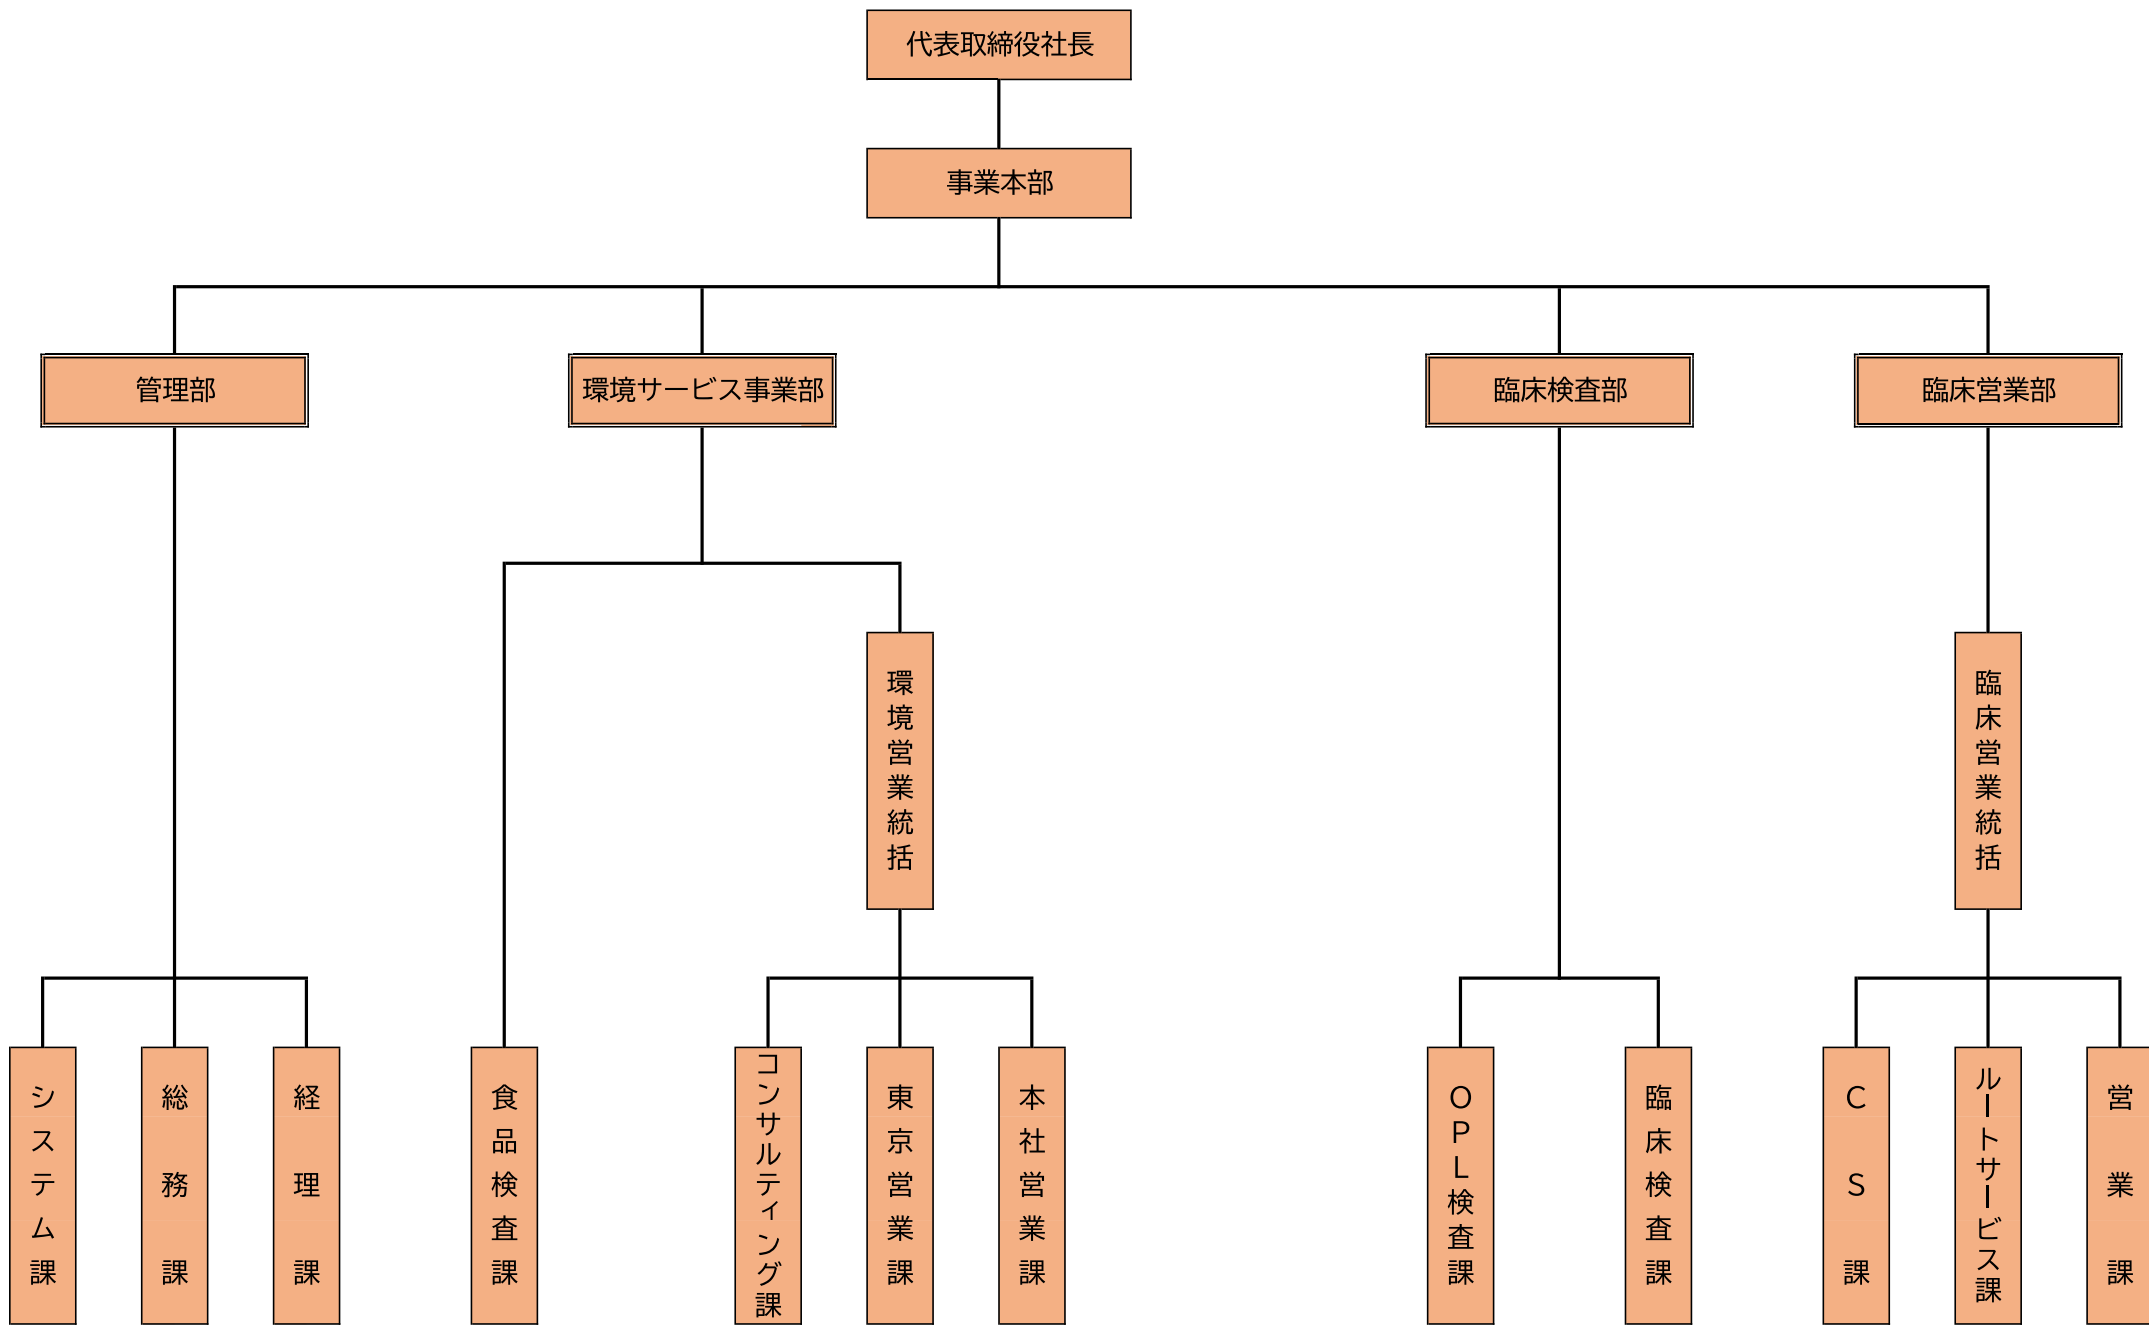 代表取締役社長
事業本部
管理部
環境サービス事業部
臨床検査部
臨床営業部
環境営業統括
臨床営業統括
システム課
総務課
経理課
食品検査課
コンサルティング課
東京営業課
本社営業課
ＯＰＬ検査課
臨床検査課
ＣＳ課
ルートサービス課
営業課